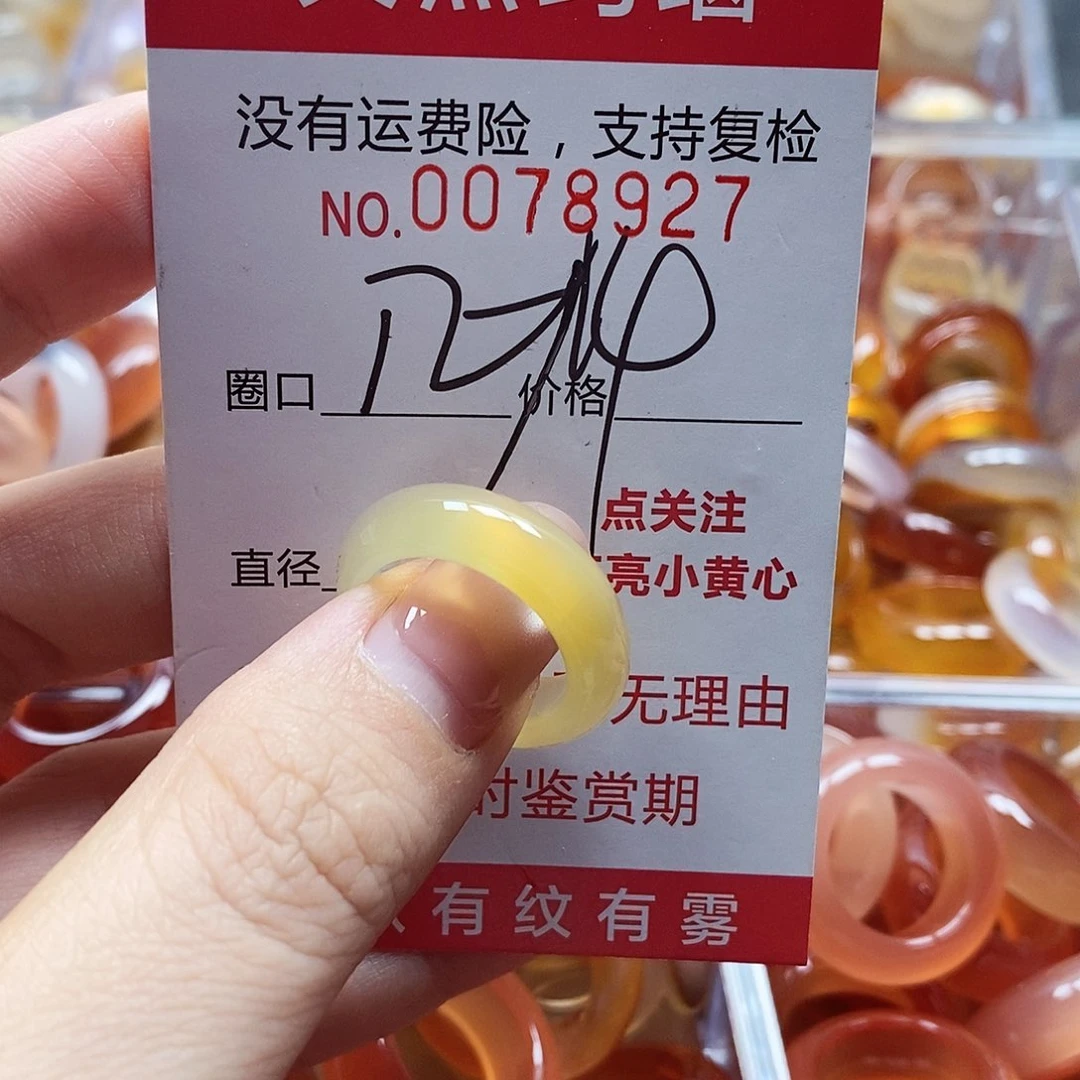 没有运费险，支持复检
NO.0078927
圈口 价格
点关注
直径 亮小黄心
无理由
时鉴赏期
有纹有雾